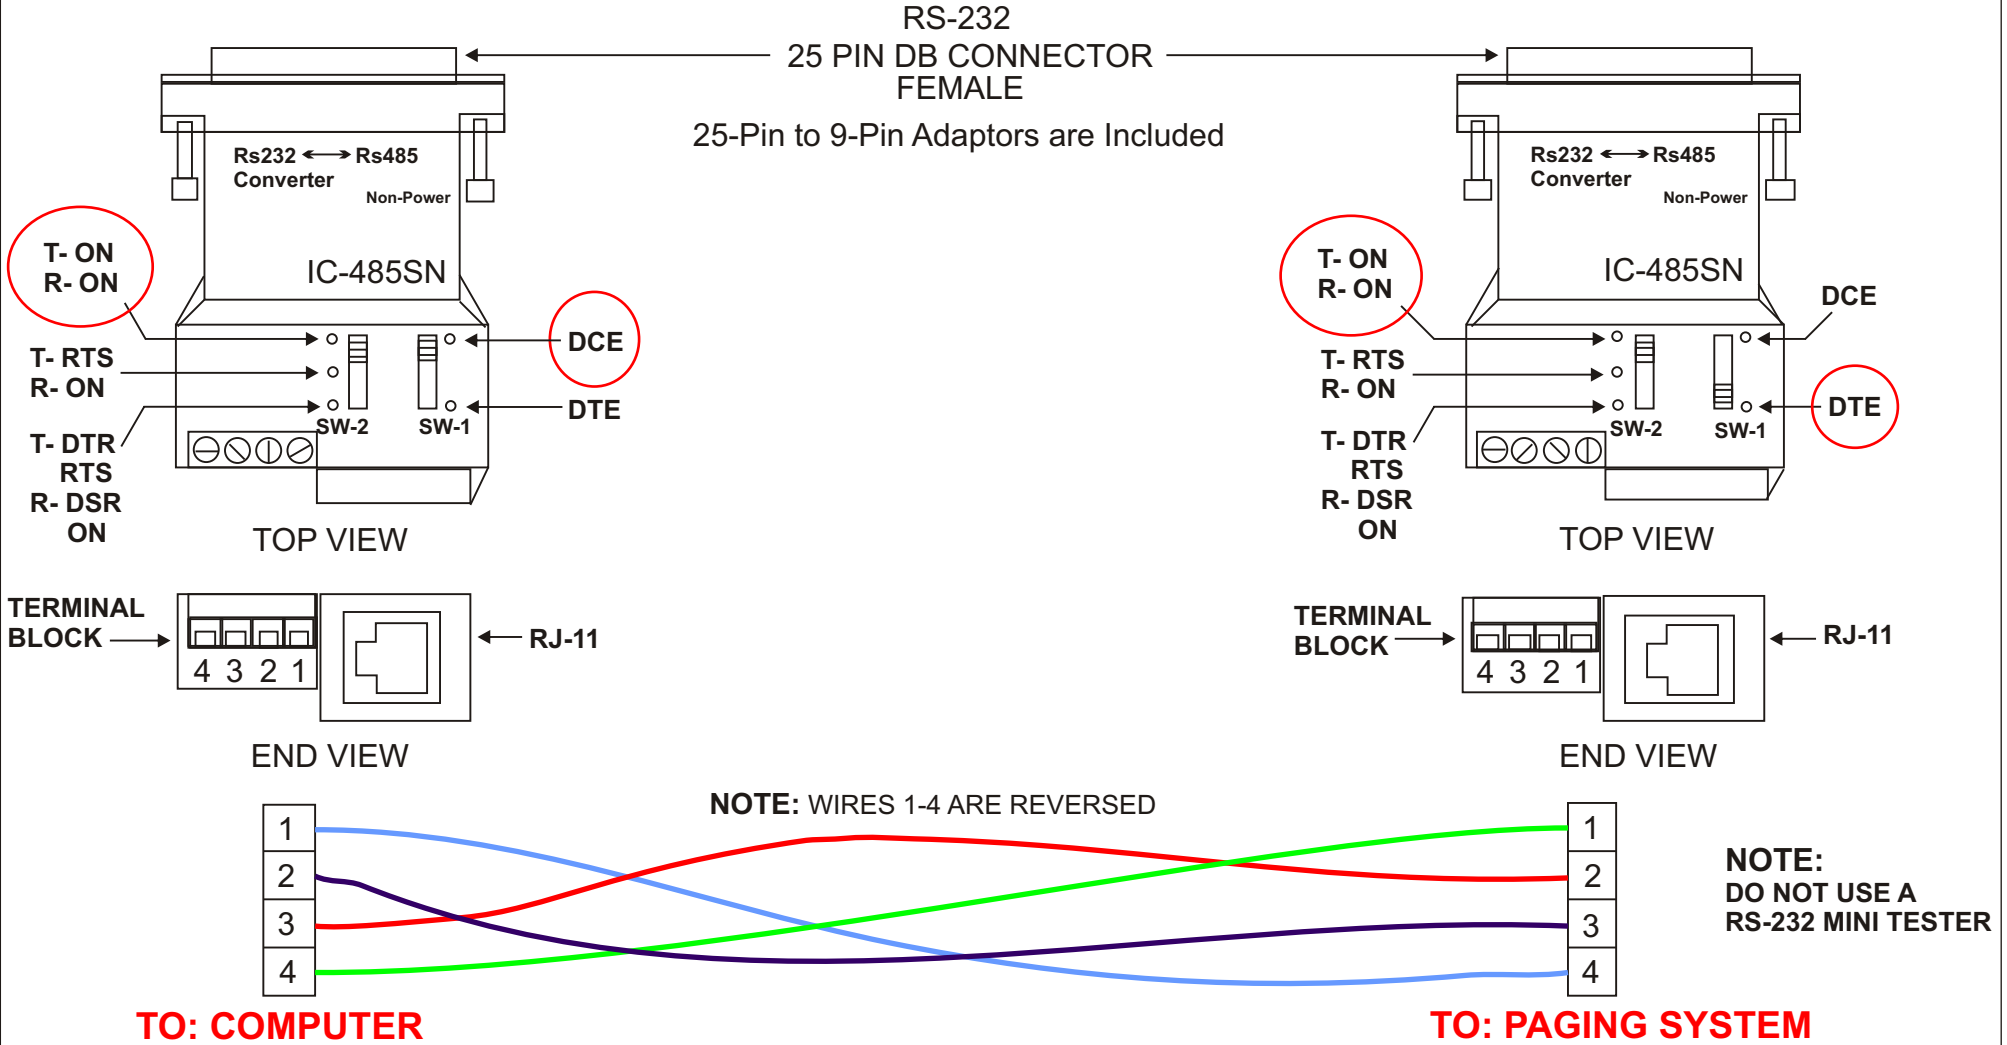 RS-232
25 PIN DB CONNECTOR
FEMALE
25-Pin to 9-Pin Adaptors are Included
Rs232 ⟷ Rs485
Converter
Non-Power
IC-485SN
T- ON
R- ON
T- RTS
R- ON
T- DTR
RTS
R- DSR
ON
DCE
DTE
SW-2
SW-1
TOP VIEW
TERMINAL
BLOCK
4 3 2 1
RJ-11
END VIEW
Rs232 ⟷ Rs485
Converter
Non-Power
IC-485SN
T- ON
R- ON
T- RTS
R- ON
T- DTR
RTS
R- DSR
ON
DCE
DTE
SW-2
SW-1
TOP VIEW
TERMINAL
BLOCK
4 3 2 1
RJ-11
END VIEW
NOTE: WIRES 1-4 ARE REVERSED
1
2
3
4
TO: COMPUTER
1
2
3
4
TO: PAGING SYSTEM
NOTE:
DO NOT USE A
RS-232 MINI TESTER